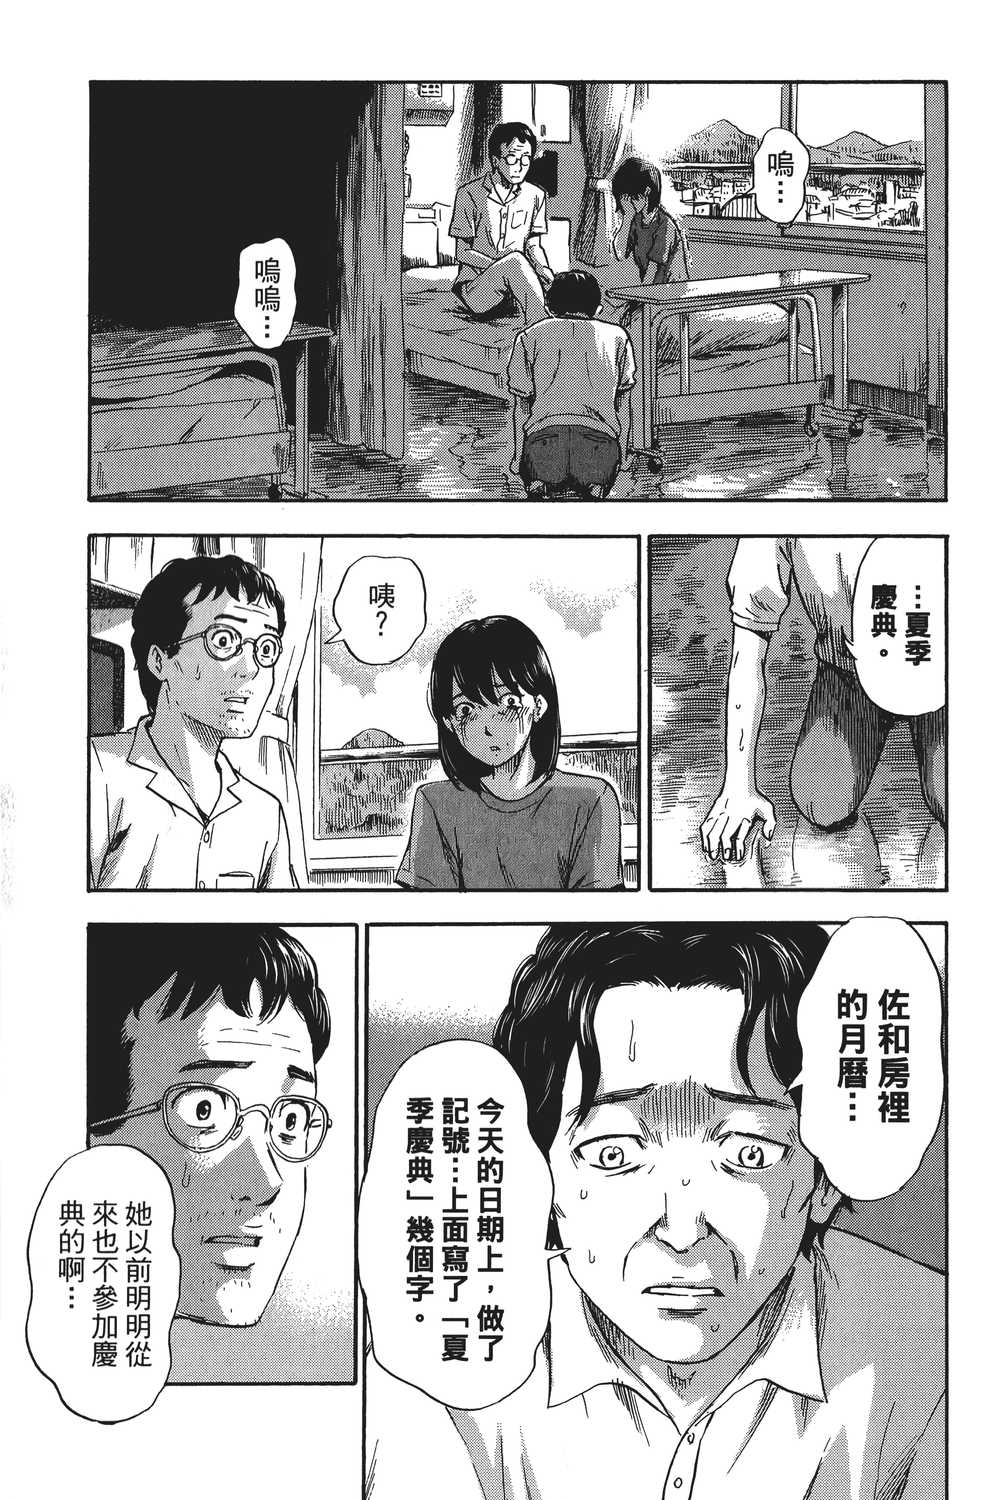 嗚…
嗚嗚…
…夏季
慶典。
咦?
佐和房裡
的月曆…
今天的日期上，做了
記號…上面寫了「夏
季慶典」幾個字。
她以前明明從
來也不參加慶
典的啊…